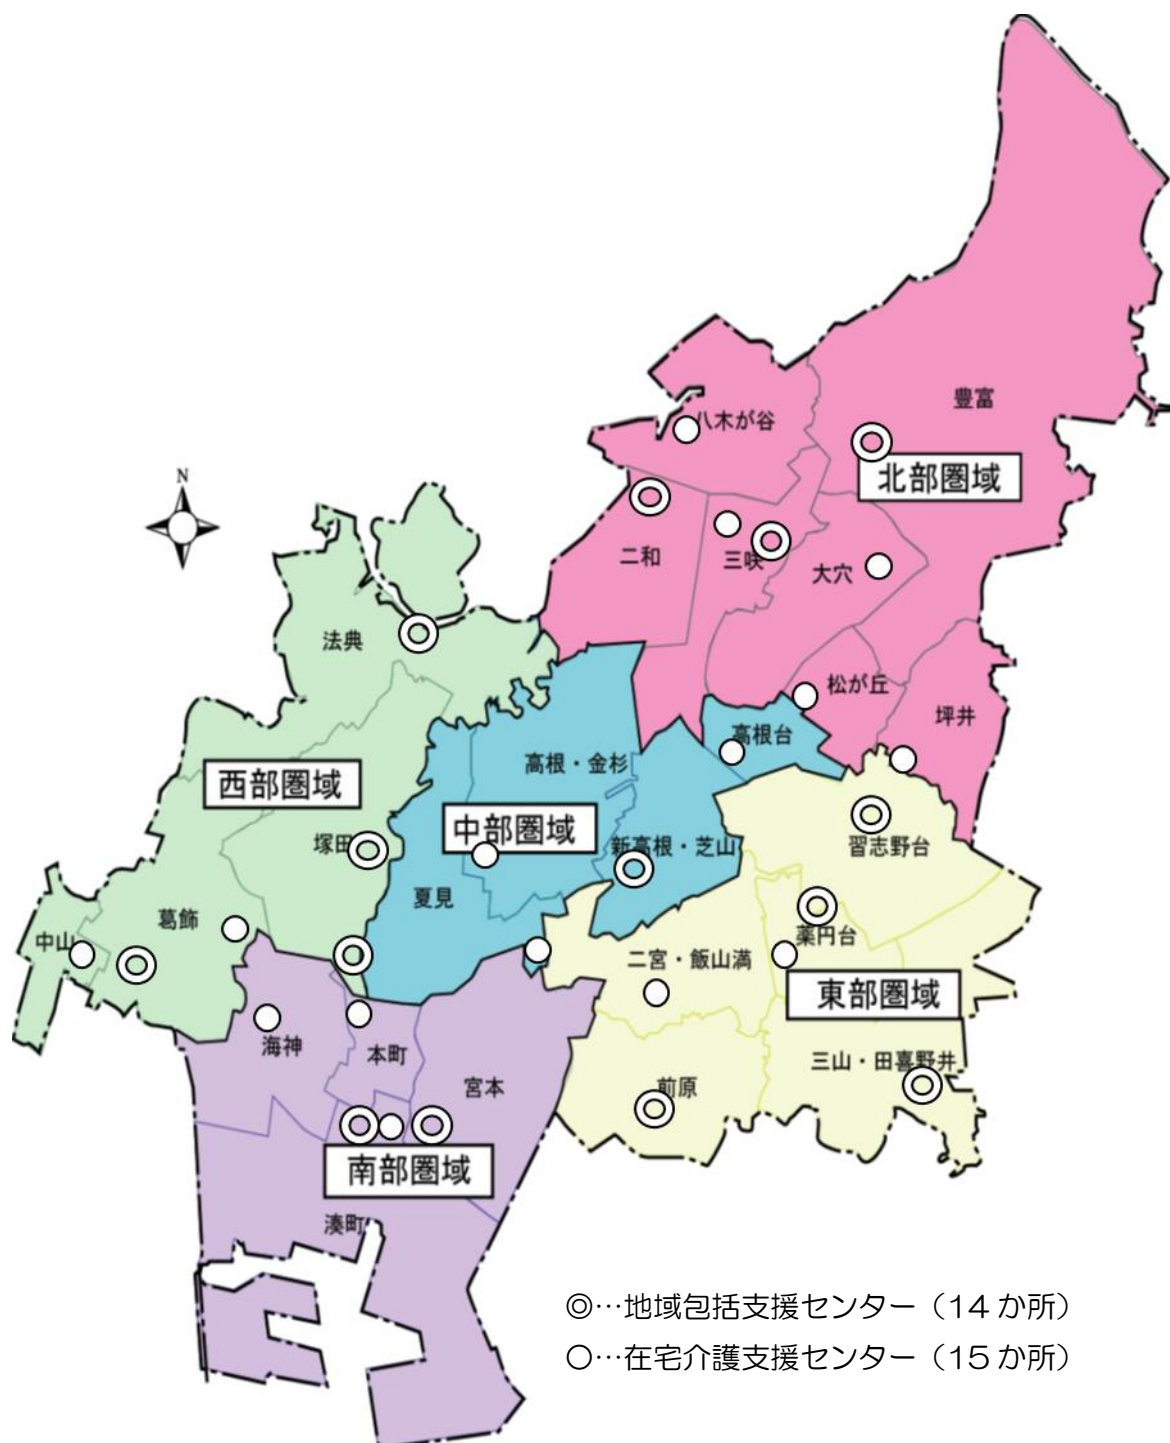 豊富
八木が谷
北部圏域
N
二和
三咲
大穴
法典
松が丘
坪井
高根台
高根・金杉
西部圏域
中部圏域
塚田
新高根・芝山
習志野台
夏見
葛飾
中山
薬円台
二宮・飯山満
東部圏域
海神
本町
三山・田喜野井
宮本
前原
南部圏域
湊町
◎…地域包括支援センター（14か所）
○…在宅介護支援センター（15か所）